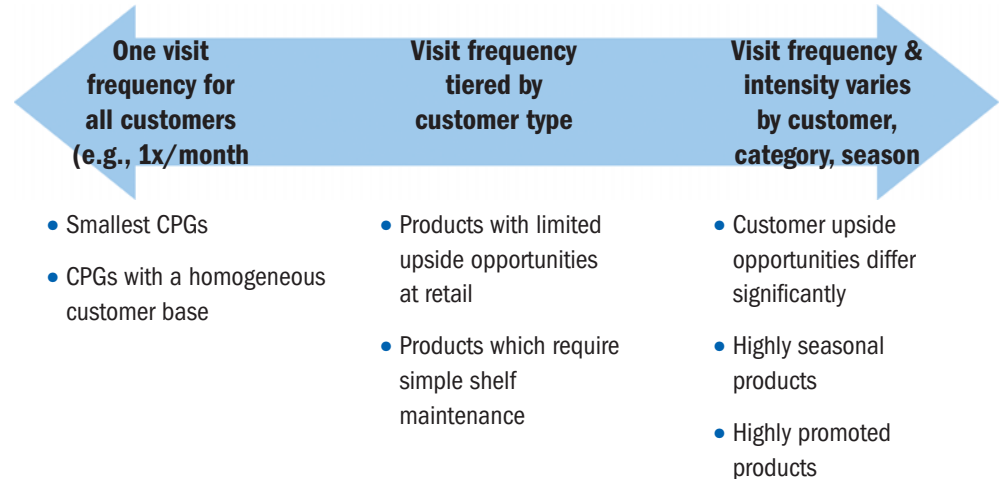 One visit
frequency for
all customers
(e.g., 1x/month
Visit frequency
tiered by
customer type
Visit frequency &
intensity varies
by customer,
category, season
• Smallest CPGs
• CPGs with a homogeneous
customer base
• Products with limited
upside opportunities
at retail
• Products which require
simple shelf
maintenance
• Customer upside
opportunities differ
significantly
• Highly seasonal
products
• Highly promoted
products